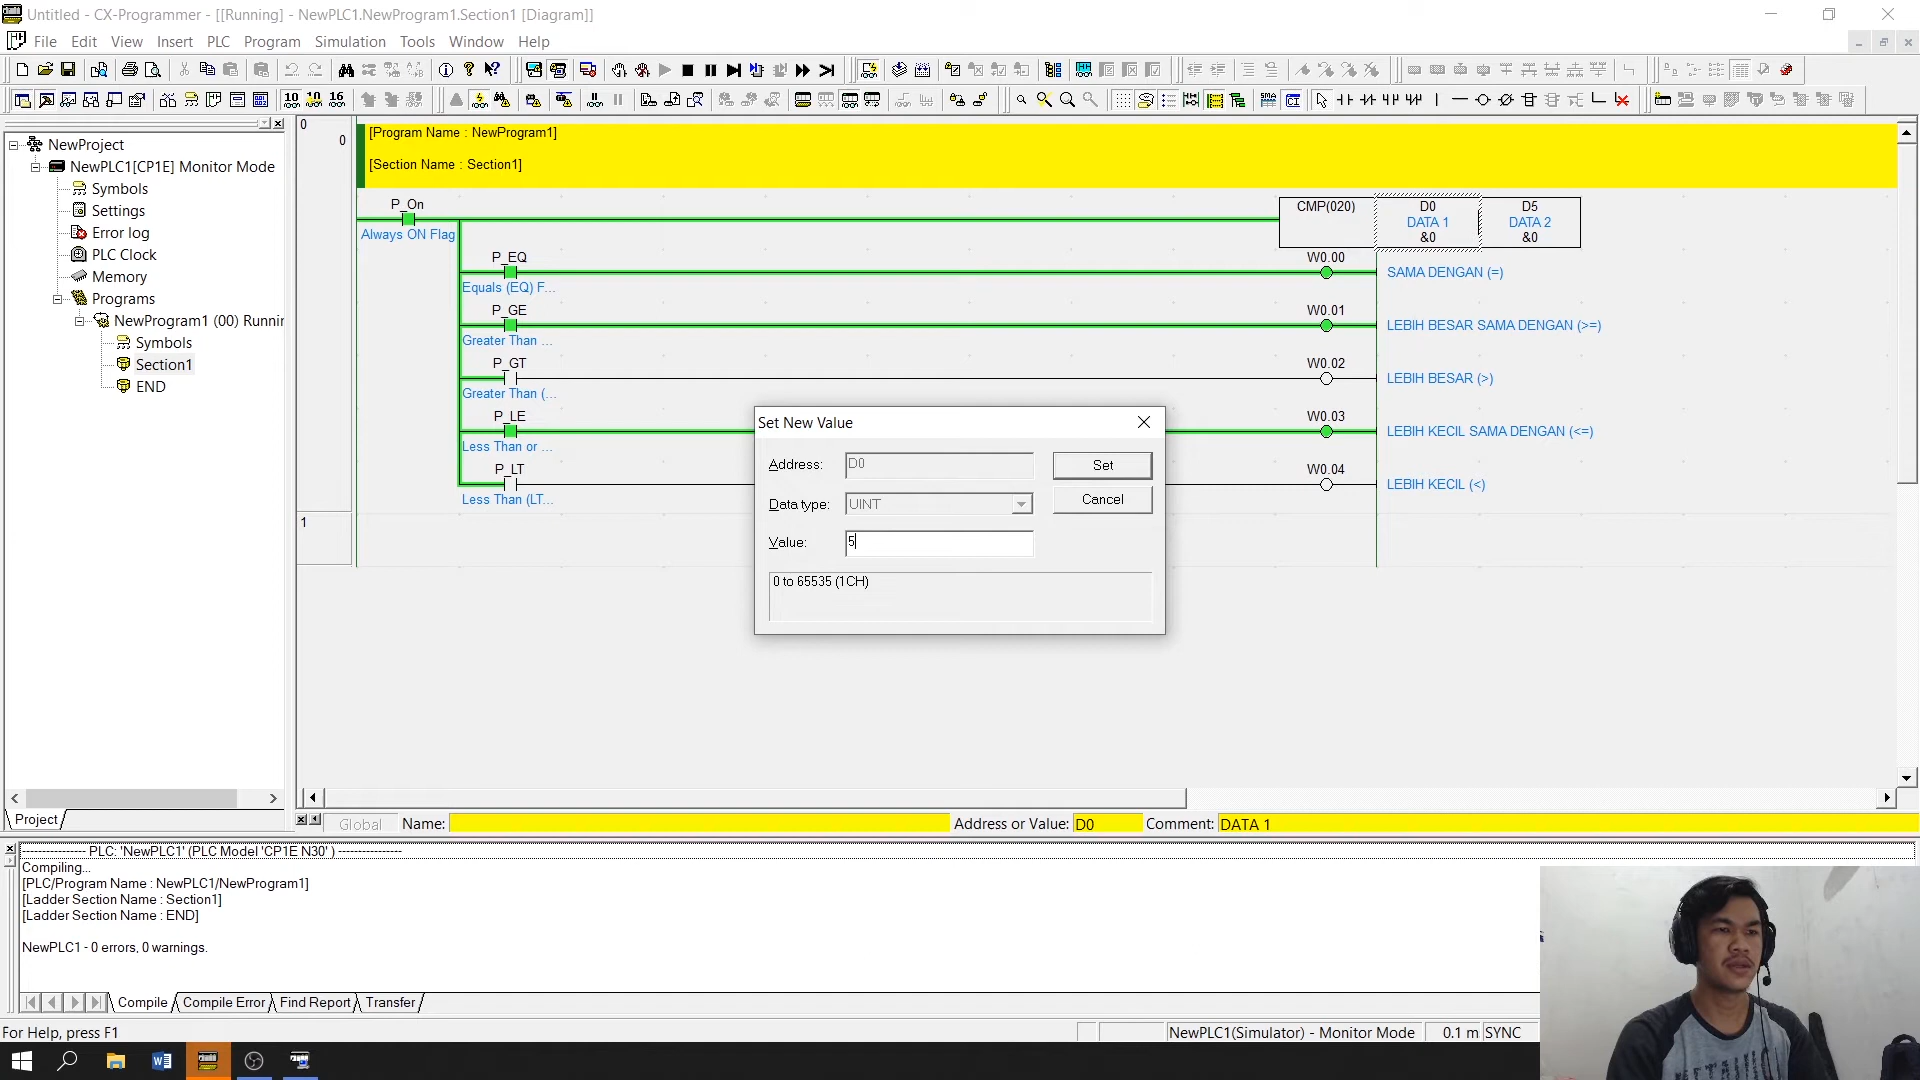 Untitled - CX-Programmer - [[Running] - NewPLC1.NewProgram1.Section1 [Diagram]]
File Edit View Insert PLC Program Simulation Tools Window Help
10 10 16
NewProject
NewPLC1[CP1E] Monitor Mode
Symbols
Settings
Error log
PLC Clock
Memory
Programs
NewProgram1 (00) Runnin
Symbols
Section1
END
Project
0
0
[Program Name : NewProgram1]
[Section Name : Section1]
P_On
Always ON Flag
CMP(020) D0 D5
DATA 1 DATA 2
&0 &0
P_EQ W0.00
SAMA DENGAN (=)
Equals (EQ) F...
P_GE W0.01
LEBIH BESAR SAMA DENGAN (>=)
Greater Than ...
P_GT W0.02
LEBIH BESAR (>)
Greater Than (...
P_LE W0.03
LEBIH KECIL SAMA DENGAN (<=)
Less Than or ...
P_LT W0.04
LEBIH KECIL (<)
Less Than (LT...
1
Set New Value
Address: D0 Set
Data type: UINT Cancel
Value: 5
0 to 65535 (1CH)
Global Name: Address or Value: D0 Comment: DATA 1
---------------- PLC: 'NewPLC1' (PLC Model 'CP1E N30' ) ----------------
Compiling...
[PLC/Program Name : NewPLC1/NewProgram1]
[Ladder Section Name : Section1]
[Ladder Section Name : END]
NewPLC1 - 0 errors, 0 warnings.
Compile Compile Error Find Report Transfer
For Help, press F1 NewPLC1(Simulator) - Monitor Mode 0.1 m SYNC